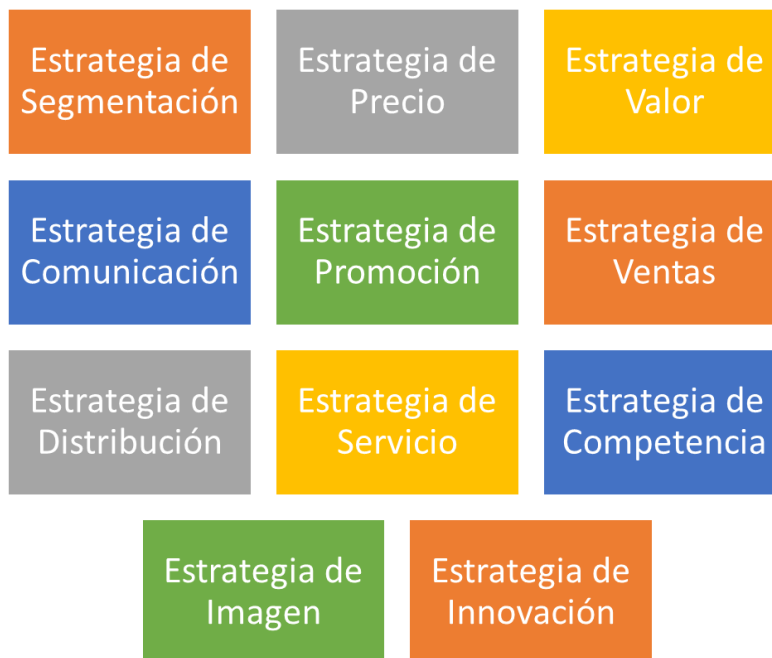 Estrategia de
Segmentación
Estrategia de
Precio
Estrategia de
Valor
Estrategia de
Comunicación
Estrategia de
Promoción
Estrategia de
Ventas
Estrategia de
Distribución
Estrategia de
Servicio
Estrategia de
Competencia
Estrategia de
Imagen
Estrategia de
Innovación